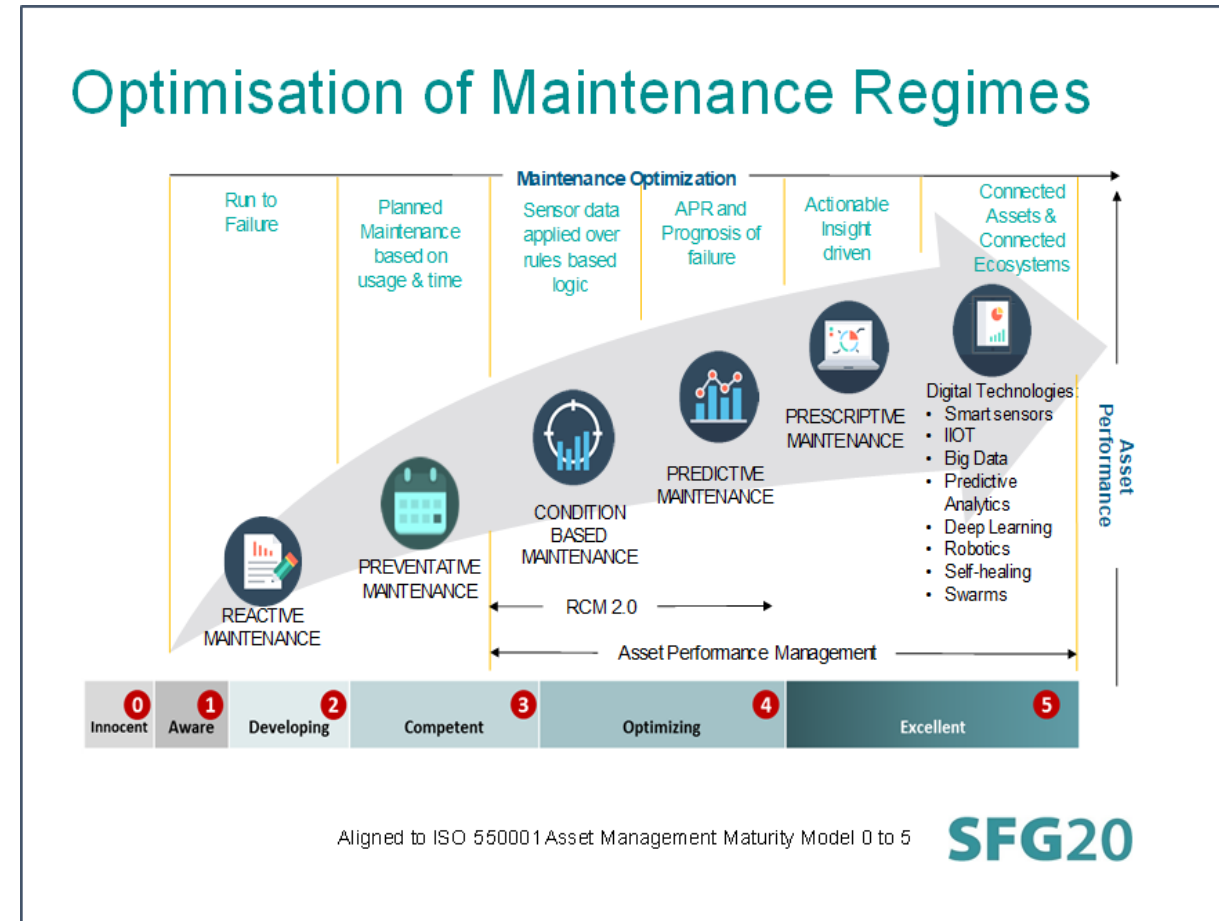 Optimisation of Maintenance Regimes
Maintenance Optimization
Run to
Failure
Planned
Maintenance
based on
usage & time
Sensor data
applied over
rules based
logic
APR and
Prognosis of
failure
Actionable
Insight
driven
Connected
Assets &
Connected
Ecosystems
REACTIVE
MAINTENANCE
PREVENTATIVE
MAINTENANCE
CONDITION
BASED
MAINTENANCE
PREDICTIVE
MAINTENANCE
PRESCRIPTIVE
MAINTENANCE
Digital Technologies:
• Smart sensors
• IIOT
• Big Data
• Predictive
Analytics
• Deep Learning
• Robotics
• Self-healing
• Swarms
Asset
Performance
RCM 2.0
Asset Performance Management
0
Innocent
1
Aware
2
Developing
3
Competent
4
Optimizing
5
Excellent
Aligned to ISO 550001 Asset Management Maturity Model 0 to 5
SFG20